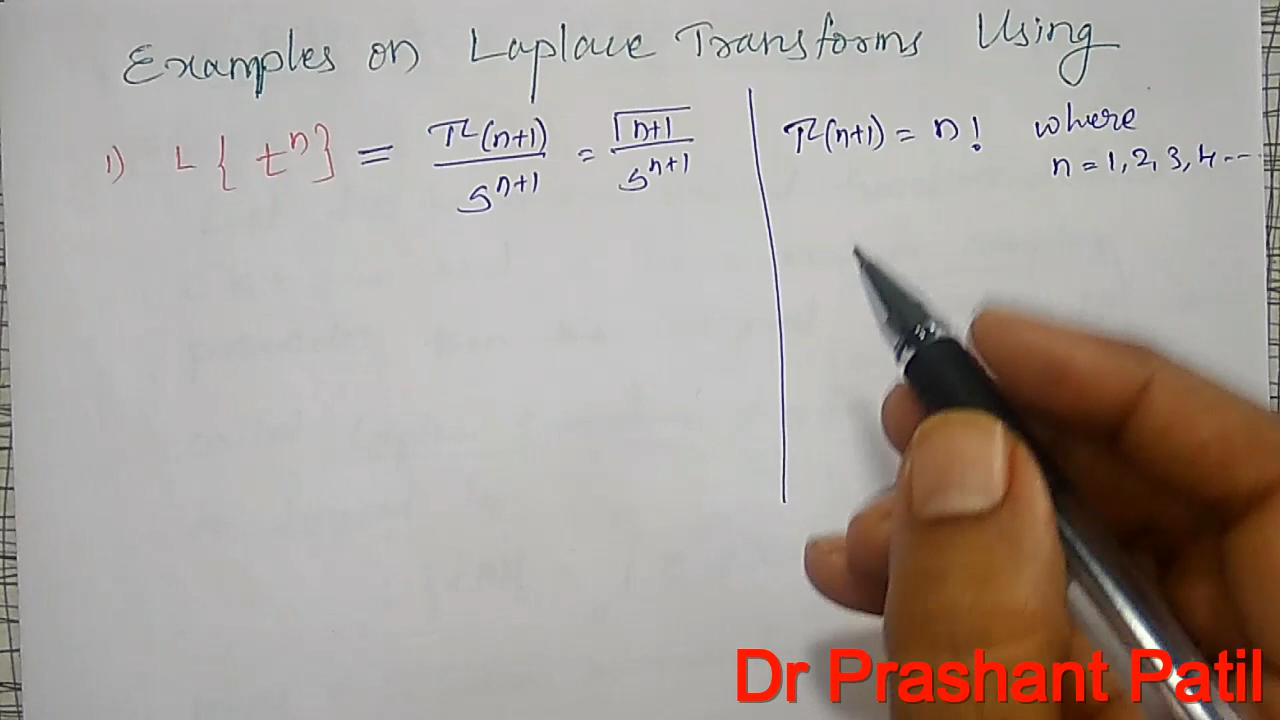 Examples on Laplace Transforms Using
1) L{ t^n } = π(n+1) / s^{n+1} = Γn+1 / s^{n+1}
π(n+1) = n! where
n = 1, 2, 3, 4 ...
Dr Prashant Patil